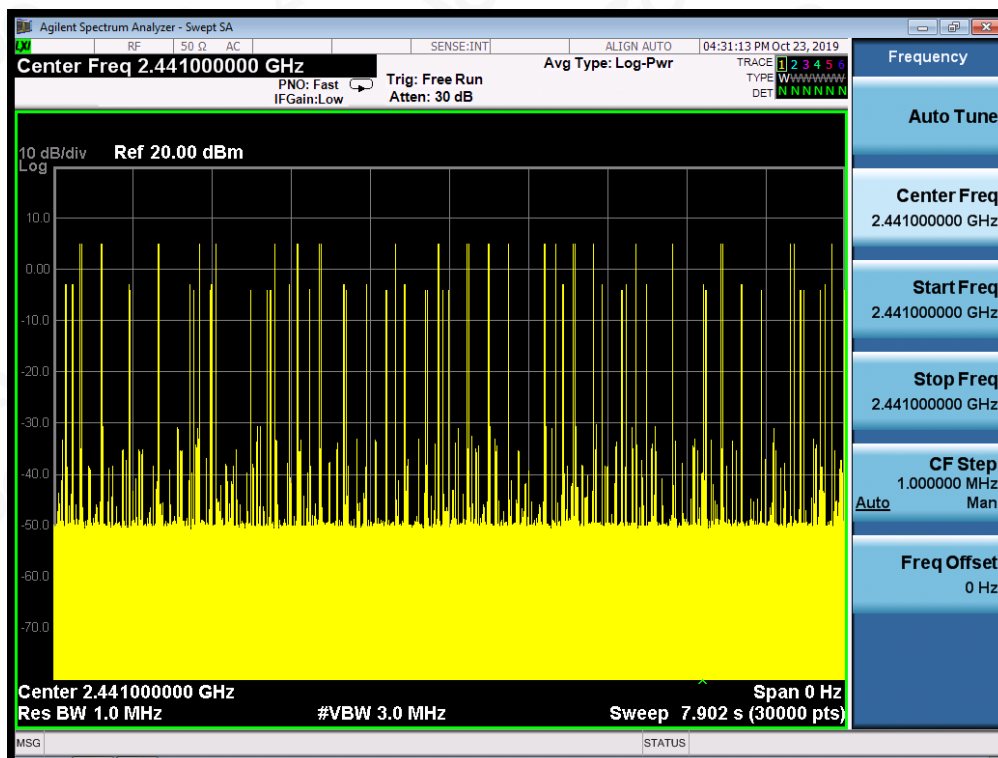 Agilent Spectrum Analyzer - Swept SA
LXI RF 50 Ω AC SENSE:INT ALIGN AUTO 04:31:13 PM Oct 23, 2019
Center Freq 2.441000000 GHz
PNO: Fast
IFGain:Low
Trig: Free Run
Atten: 30 dB
Avg Type: Log-Pwr
TRACE 1 2 3 4 5 6
TYPE WWWWWWW
DET N N N N N N
10 dB/div Ref 20.00 dBm
Log
10.0
0.00
-10.0
-20.0
-30.0
-40.0
-50.0
-60.0
-70.0
Center 2.441000000 GHz Span 0 Hz
Res BW 1.0 MHz #VBW 3.0 MHz Sweep 7.902 s (30000 pts)
MSG STATUS
Frequency
Auto Tune
Center Freq
2.441000000 GHz
Start Freq
2.441000000 GHz
Stop Freq
2.441000000 GHz
CF Step
1.000000 MHz
Auto Man
Freq Offset
0 Hz